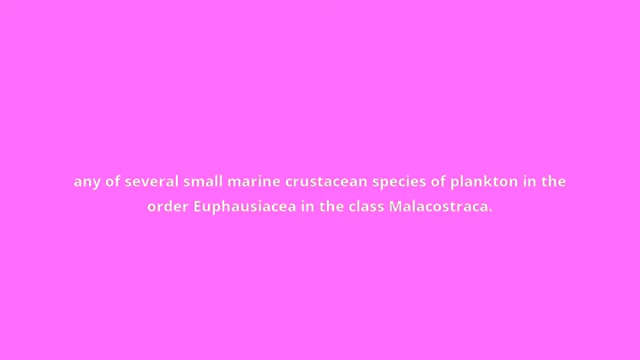 any of several small marine crustacean species of plankton in the
order Euphausiacea in the class Malacostraca.